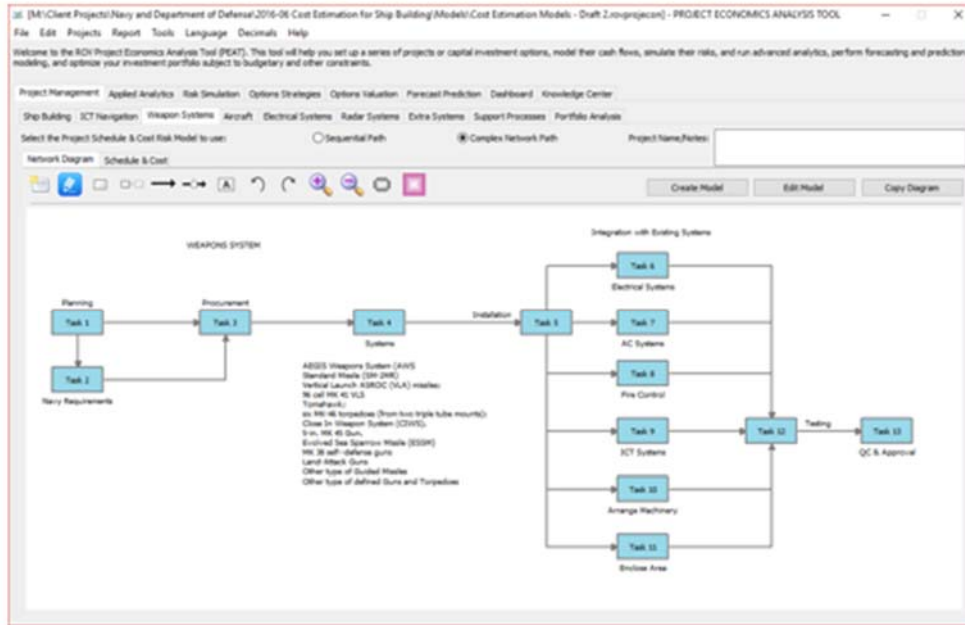 [M:\Client Projects\Navy and Department of Defense\2016-06 Cost Estimation for Ship Building\Models\Cost Estimation Models - Draft 2.rovprojecon] - PROJECT ECONOMICS ANALYSIS TOOL
File Edit Projects Report Tools Language Decimals Help
Welcome to the ROV Project Economics Analysis Tool (PEAT). This tool will help you set up a series of projects or capital investment options, model their cash flows, simulate their risks, and run advanced analytics, perform forecasting and prediction
modeling, and optimize your investment portfolio subject to budgetary and other constraints.
Project Management Applied Analytics Risk Simulation Options Strategies Options Valuation Forecast Prediction Dashboard Knowledge Center
Ship Building ICT Navigation Weapon Systems Aircraft Electrical Systems Radar Systems Extra Systems Support Processes Portfolio Analysis
Select the Project Schedule & Cost Risk Model to use: Sequential Path Complex Network Path Project Name/Notes:
Network Diagram Schedule & Cost
A
Create Model Edit Model Copy Diagram
Integration with Existing Systems
WEAPONS SYSTEM
Task 6
Electrical Systems
Planning Procurement
Installation
Task 1 Task 3 Task 4 Task 5 Task 7
Systems AC Systems
Task 2
Navy Requirements
AEGIS Weapons System (AWS
Standard Missile (SM-2MR)
Vertical Launch ASROC (VLA) missiles:
96 cell MK 41 VLS
Tomahawk;
six MK-46 torpedoes (from two triple tube mounts);
Close In Weapon System (CIWS),
5-in. MK 45 Gun,
Evolved Sea Sparrow Missile (ESSM)
MK 38 self-defense guns
Land Attack Guns
Other type of Guided Missiles
Other type of defined Guns and Torpedoes
Task 8
Fire Control
Testing
Task 9 Task 12 Task 13
ICT Systems QC & Approval
Task 10
Arrange Machinery
Task 11
Enclose Area